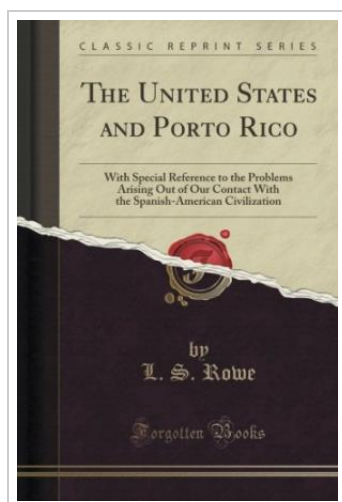 CLASSIC REPRINT SERIES
THE UNITED STATES
AND PORTO RICO
With Special Reference to the Problems
Arising Out of Our Contact With
the Spanish-American Civilization
by
L. S. Rowe
Forgotten Books